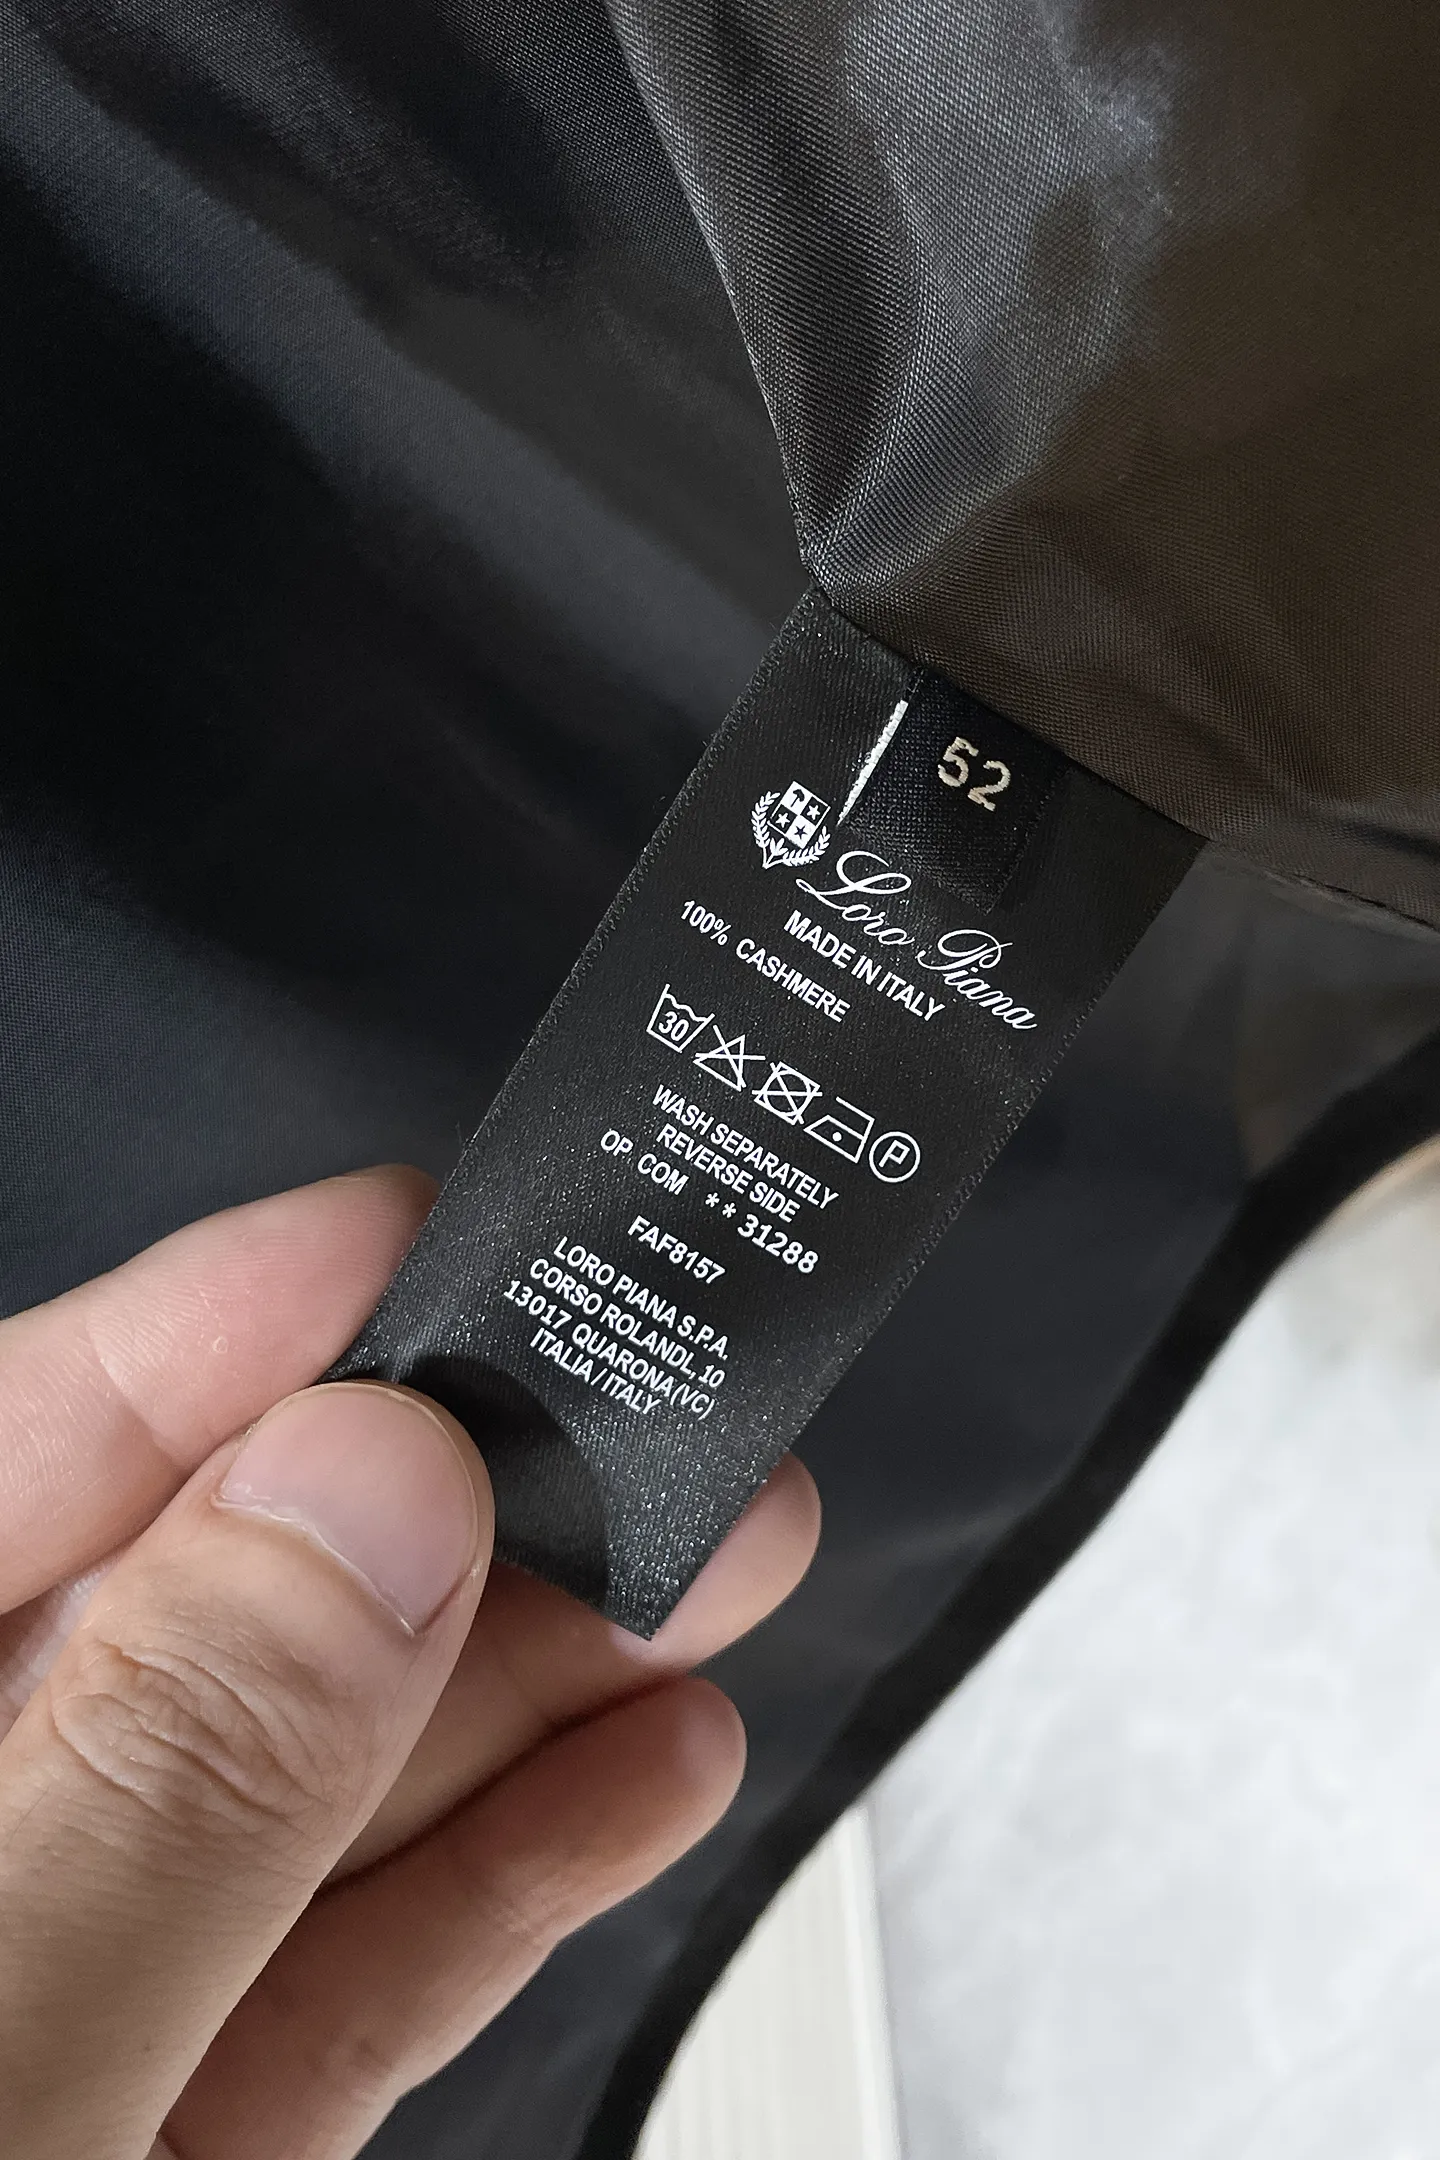 52
Loro Piana
MADE IN ITALY
100% CASHMERE
30
P
WASH SEPARATELY
REVERSE SIDE
OP COM **31288
FAF8157
LORO PIANA S.P.A.
CORSO ROLANDL, 10
13017 QUARONA (VC)
ITALIA / ITALY